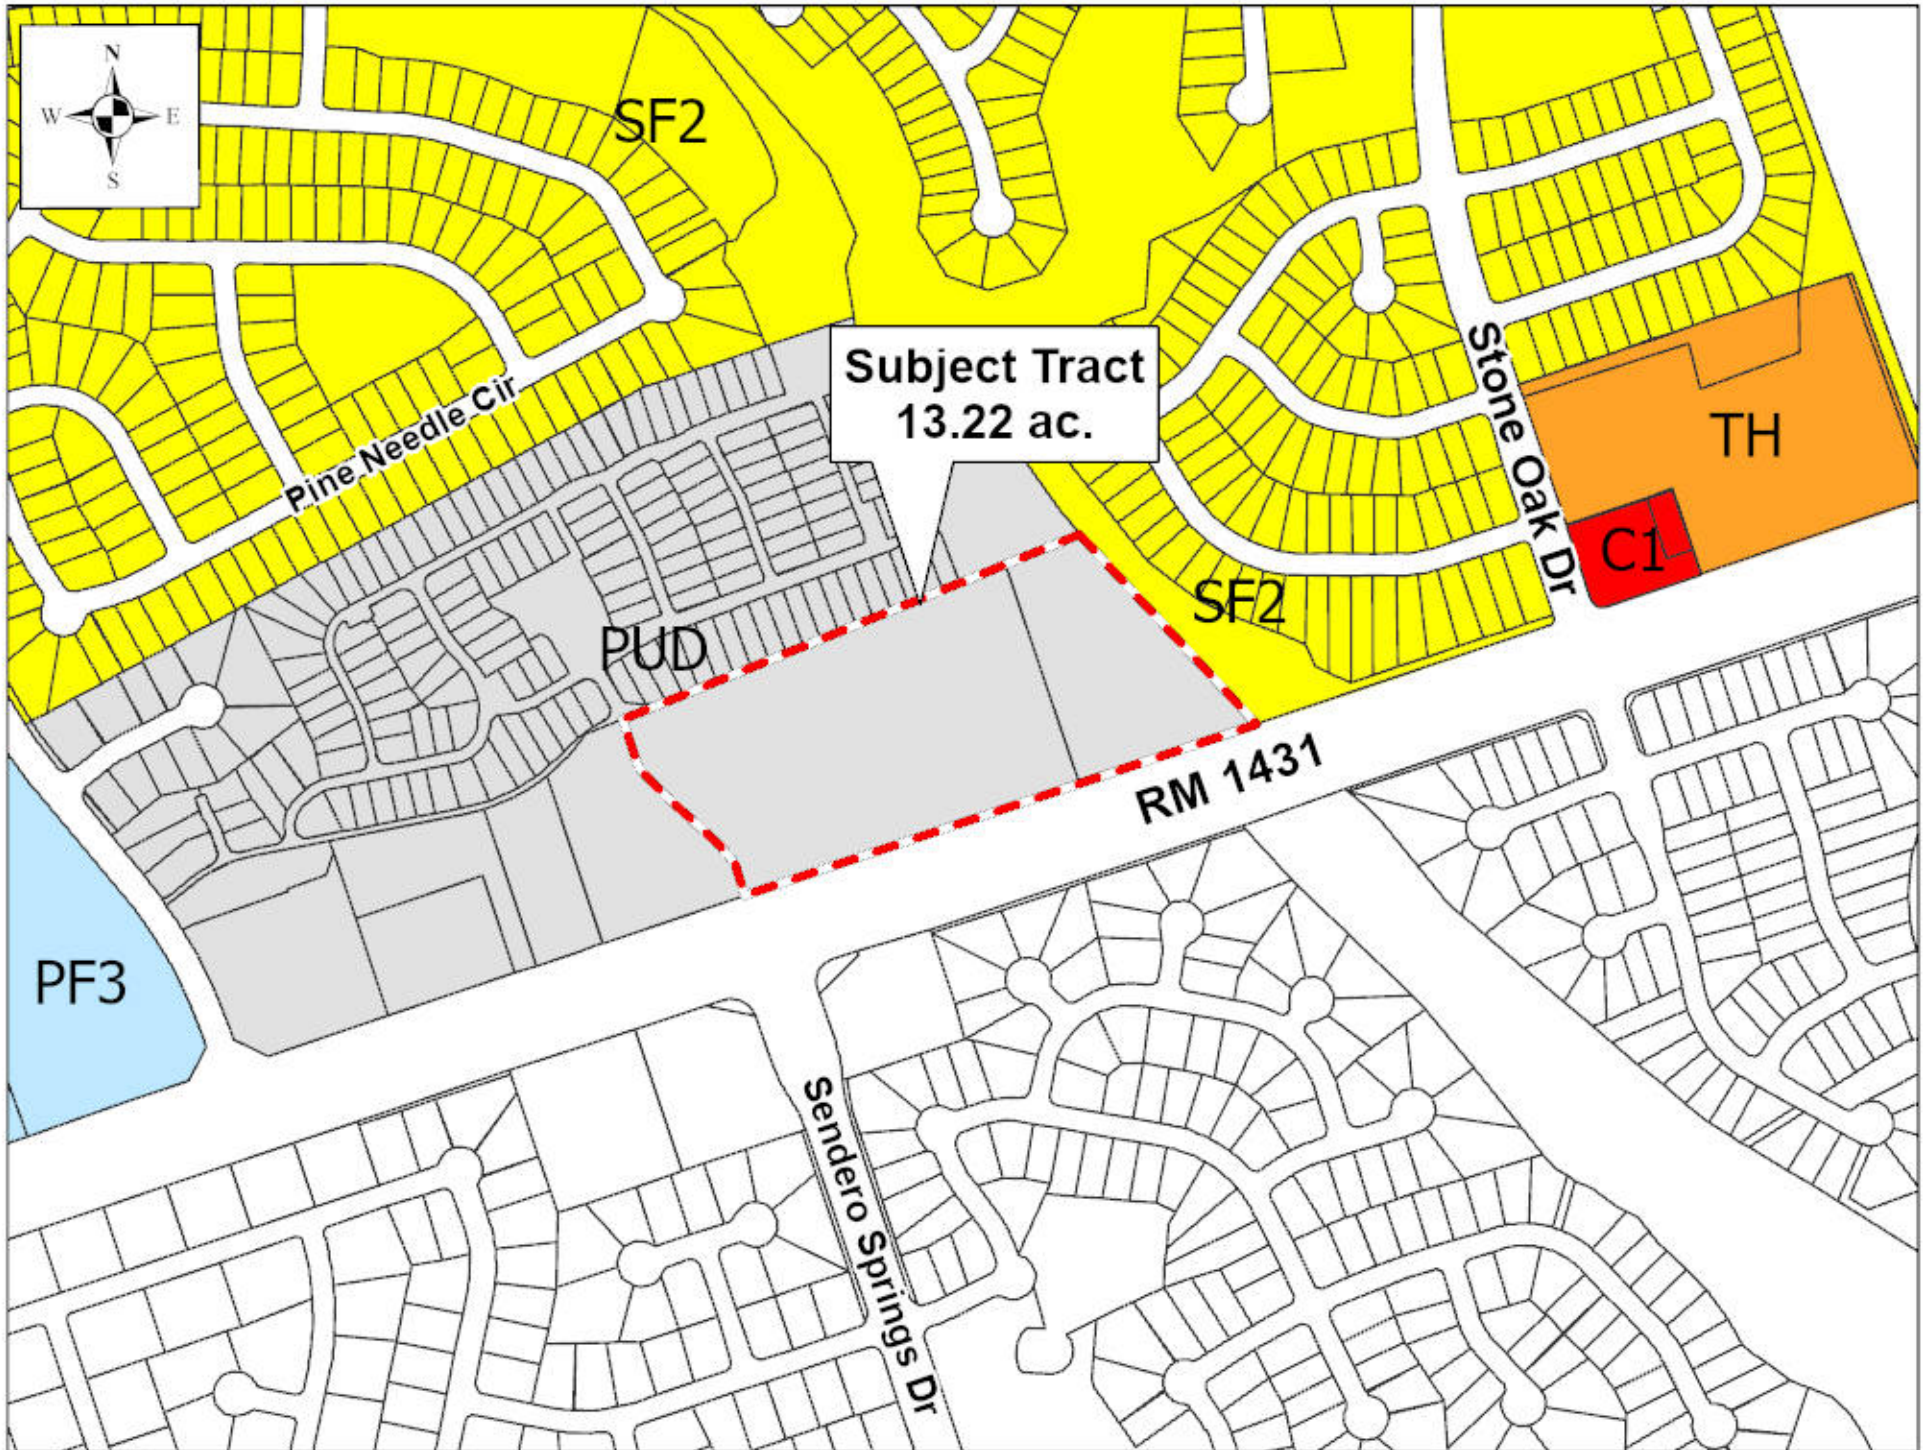 N
W E
S
SF2
Subject Tract
13.22 ac.
Stone Oak Dr
TH
Pine Needle Cir
C1
SF2
PUD
RM 1431
PF3
Sendero Springs Dr